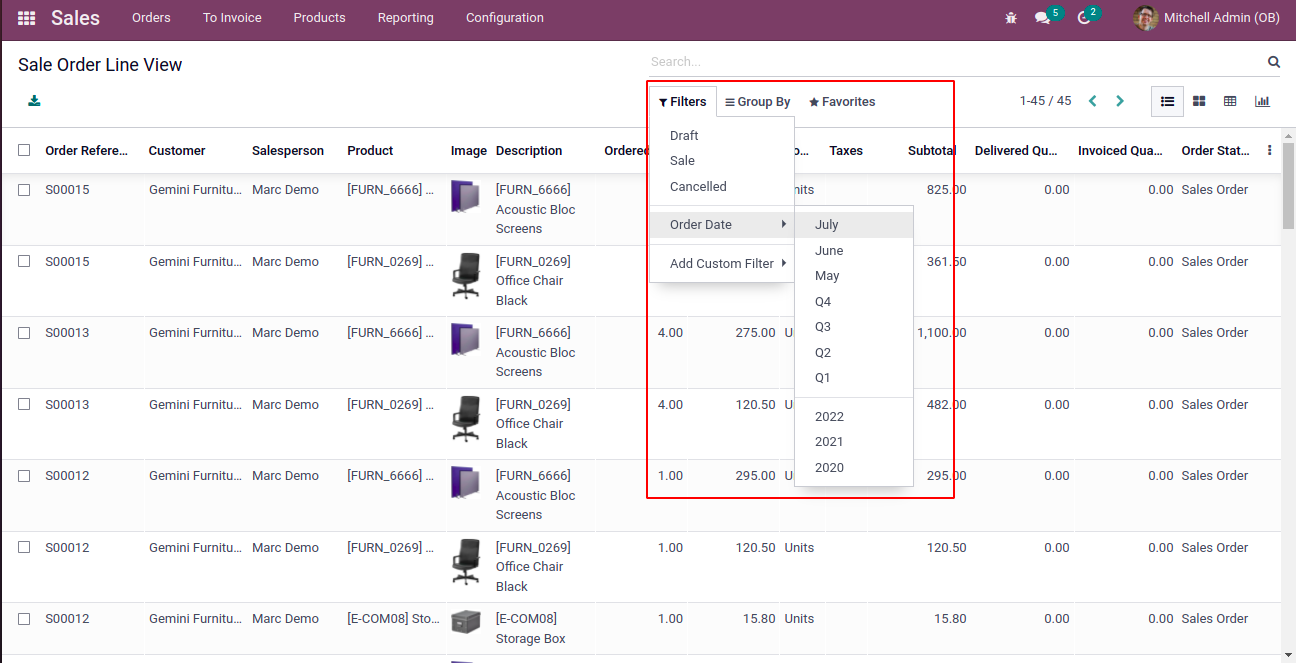 Sales Orders To Invoice Products Reporting Configuration 5 2 Mitchell Admin (OB)
Sale Order Line View
Search...
Filters Group By Favorites
1-45 / 45
Draft
Sale
Cancelled
Order Date
Add Custom Filter
July
June
May
Q4
Q3
Q2
Q1
2022
2021
2020
Order Refere... Customer Salesperson Product Image Description Ordered Taxes Subtotal Delivered Qu... Invoiced Qua... Order Stat...
S00015 Gemini Furnitu... Marc Demo [FURN_6666] ... [FURN_6666] Units 825.00 0.00 0.00 Sales Order
Acoustic Bloc
Screens
S00015 Gemini Furnitu... Marc Demo [FURN_0269] ... [FURN_0269] 361.50 0.00 0.00 Sales Order
Office Chair
Black
S00013 Gemini Furnitu... Marc Demo [FURN_6666] ... [FURN_6666] 4.00 275.00 U 1,100.00 0.00 0.00 Sales Order
Acoustic Bloc
Screens
S00013 Gemini Furnitu... Marc Demo [FURN_0269] ... [FURN_0269] 4.00 120.50 U 482.00 0.00 0.00 Sales Order
Office Chair
Black
S00012 Gemini Furnitu... Marc Demo [FURN_6666] ... [FURN_6666] 1.00 295.00 U 295.00 0.00 0.00 Sales Order
Acoustic Bloc
Screens
S00012 Gemini Furnitu... Marc Demo [FURN_0269] ... [FURN_0269] 1.00 120.50 Units 120.50 0.00 0.00 Sales Order
Office Chair
Black
S00012 Gemini Furnitu... Marc Demo [E-COM08] Sto... [E-COM08] 1.00 15.80 Units 15.80 0.00 0.00 Sales Order
Storage Box